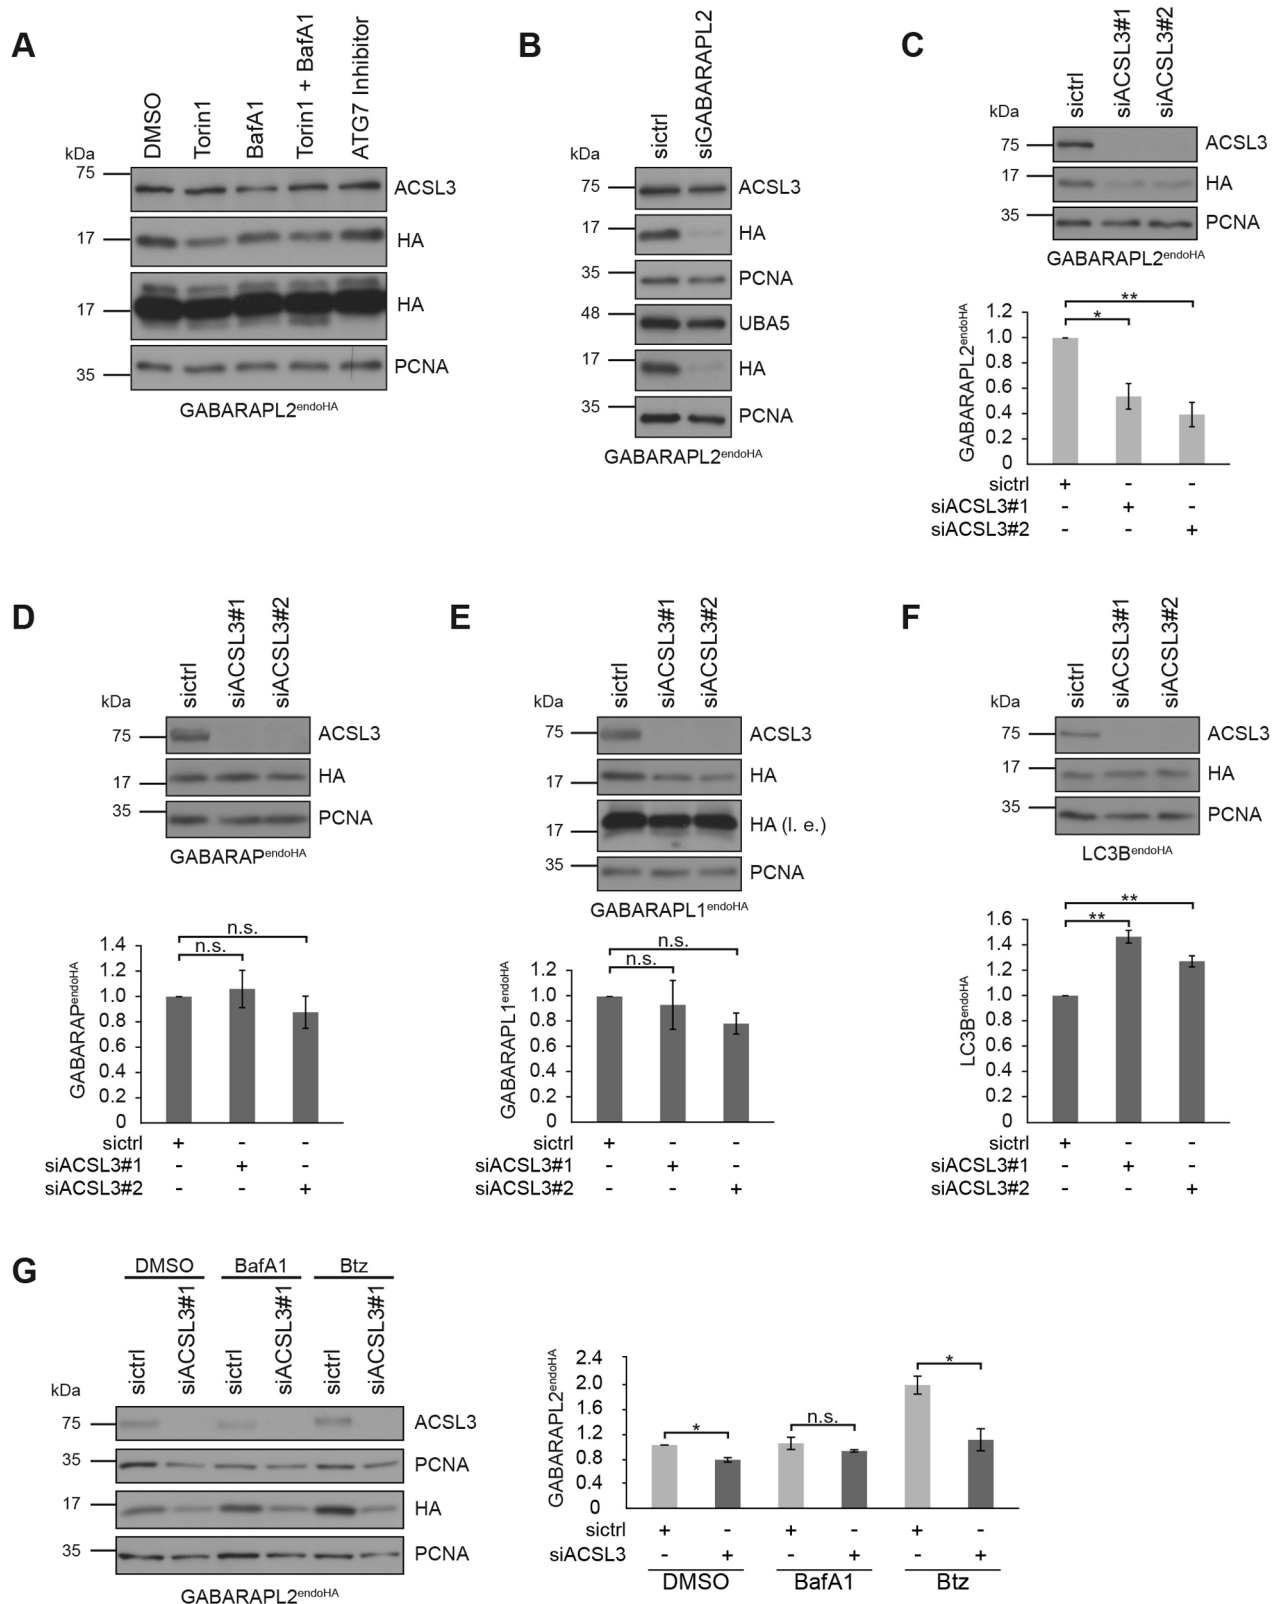 A
DMSO
Torin1
BafA1
Torin1 + BafA1
ATG7 Inhibitor
kDa
75
ACSL3
17
HA
17
HA
35
PCNA
GABARAPL2endoHA
B
sictrl
siGABARAPL2
kDa
75
ACSL3
17
HA
35
PCNA
48
UBA5
17
HA
35
PCNA
GABARAPL2endoHA
C
sictrl
siACSL3#1
siACSL3#2
kDa
75
ACSL3
17
HA
35
PCNA
GABARAPL2endoHA
GABARAPL2endoHA
**
*
1.2
1.0
0.8
0.6
0.4
0.2
0
sictrl + - -
siACSL3#1 - + -
siACSL3#2 - - +
D
sictrl
siACSL3#1
siACSL3#2
kDa
75
ACSL3
17
HA
35
PCNA
GABARAPendoHA
GABARAPendoHA
n.s.
n.s.
1.4
1.2
1.0
0.8
0.6
0.4
0.2
0
sictrl + - -
siACSL3#1 - + -
siACSL3#2 - - +
E
sictrl
siACSL3#1
siACSL3#2
kDa
75
ACSL3
17
HA
17
HA (l. e.)
35
PCNA
GABARAPL1endoHA
GABARAPL1endoHA
n.s.
n.s.
1.2
1.0
0.8
0.6
0.4
0.2
0
sictrl + - -
siACSL3#1 - + -
siACSL3#2 - - +
F
sictrl
siACSL3#1
siACSL3#2
kDa
75
ACSL3
17
HA
35
PCNA
LC3BendoHA
LC3BendoHA
**
**
1.6
1.4
1.2
1.0
0.8
0.6
0.4
0.2
0
sictrl + - -
siACSL3#1 - + -
siACSL3#2 - - +
G
DMSO BafA1 Btz
sictrl
siACSL3#1
sictrl
siACSL3#1
sictrl
siACSL3#1
kDa
75
ACSL3
35
PCNA
17
HA
35
PCNA
GABARAPL2endoHA
GABARAPL2endoHA
*
n.s.
*
2.4
2.0
1.6
1.2
0.8
0.4
0
sictrl + - + - + -
siACSL3 - + - + - +
DMSO BafA1 Btz